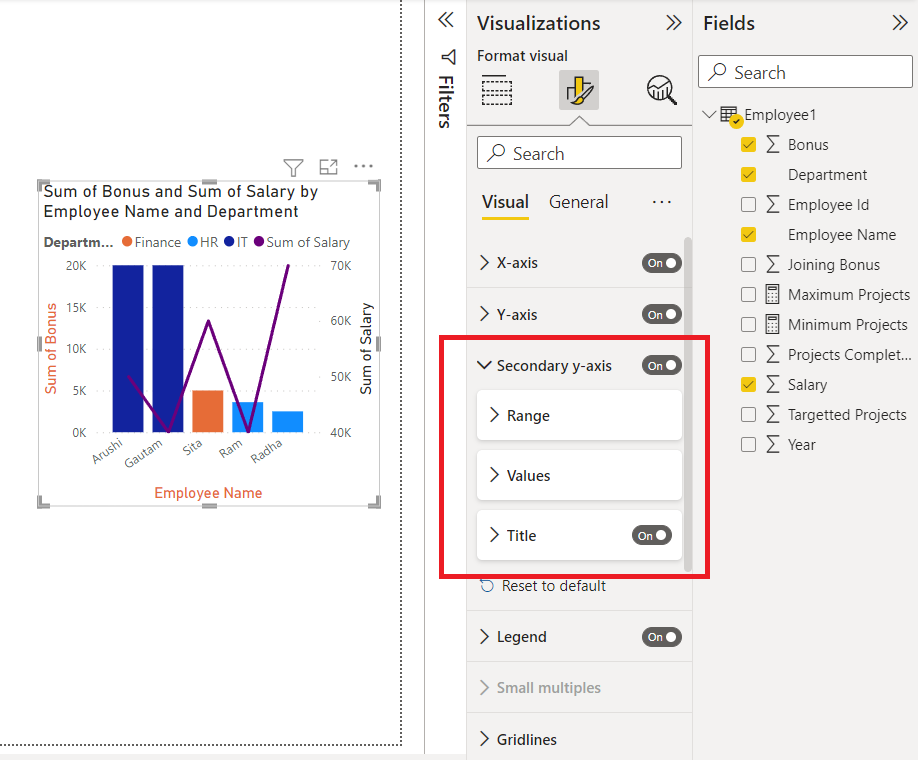 Sum of Bonus and Sum of Salary by
Employee Name and Department
Departm... Finance HR IT Sum of Salary
20K
15K
10K
5K
0K
Sum of Bonus
70K
60K
50K
40K
Sum of Salary
Arushi
Gautam
Sita
Ram
Radha
Employee Name
Filters
Visualizations
Format visual
Search
Visual General ...
X-axis On
Y-axis On
Secondary y-axis On
Range
Values
Title On
Reset to default
Legend On
Small multiples
Gridlines
Fields
Search
Employee1
Bonus
Department
Employee Id
Employee Name
Joining Bonus
Maximum Projects
Minimum Projects
Projects Complet...
Salary
Targetted Projects
Year